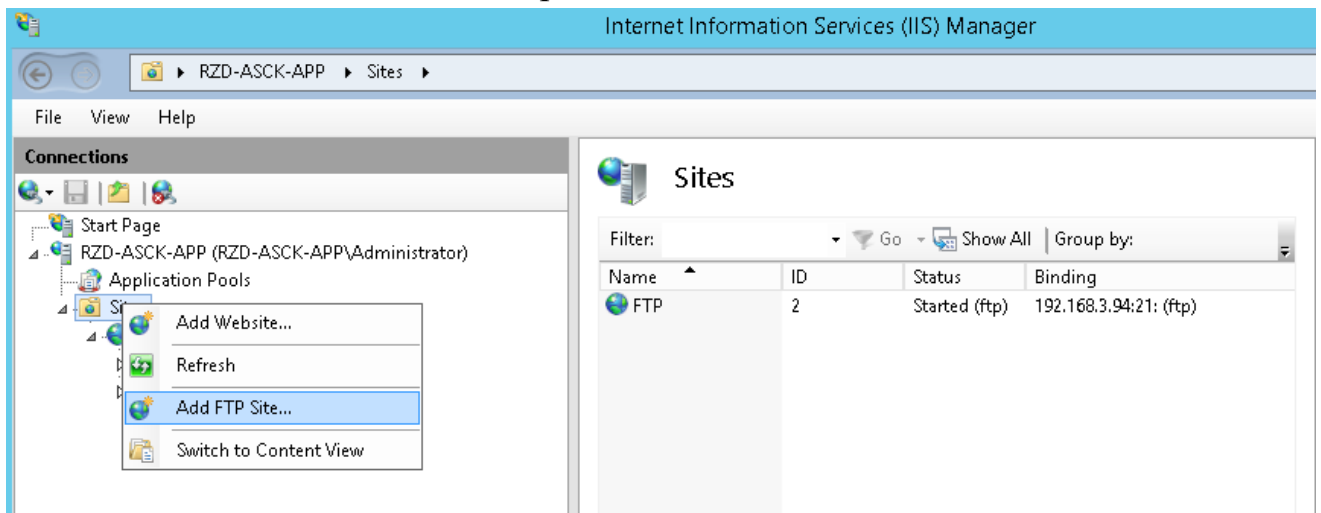 Internet Information Services (IIS) Manager
RZD-ASCK-APP Sites
File View Help
Connections
Start Page
RZD-ASCK-APP (RZD-ASCK-APP\Administrator)
Application Pools
Add Website...
Refresh
Add FTP Site...
Switch to Content View
Sites
Filter: Go Show All Group by:
Name ID Status Binding
FTP 2 Started (ftp) 192.168.3.94:21: (ftp)